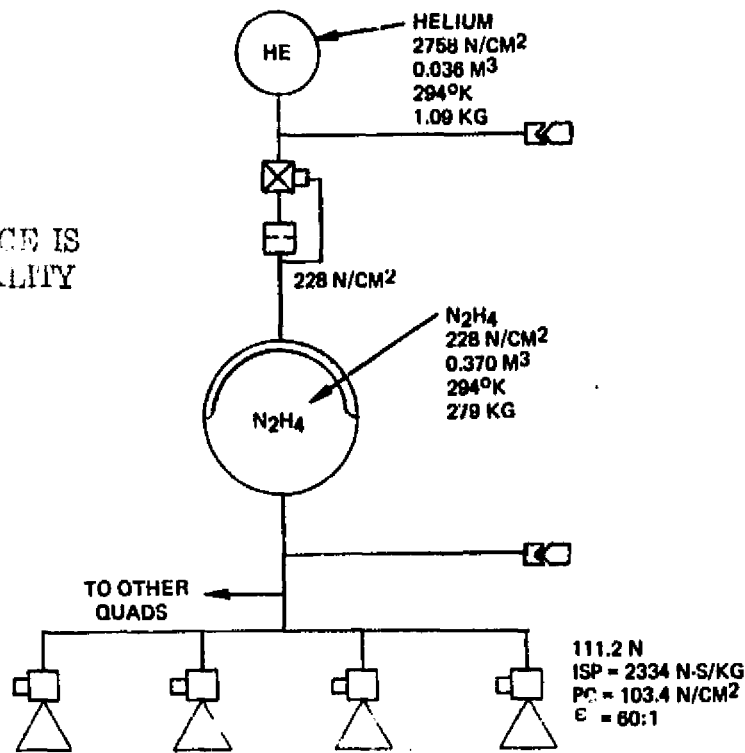 HELIUM
2758 N/CM²
0.036 M³
294°K
1.09 KG
HE
IS
228 N/CM²
N₂H₄
228 N/CM²
0.370 M³
294°K
279 KG
N₂H₄
TO OTHER
QUADS
111.2 N
ISP = 2334 N-S/KG
PC = 103.4 N/CM²
ε = 60:1